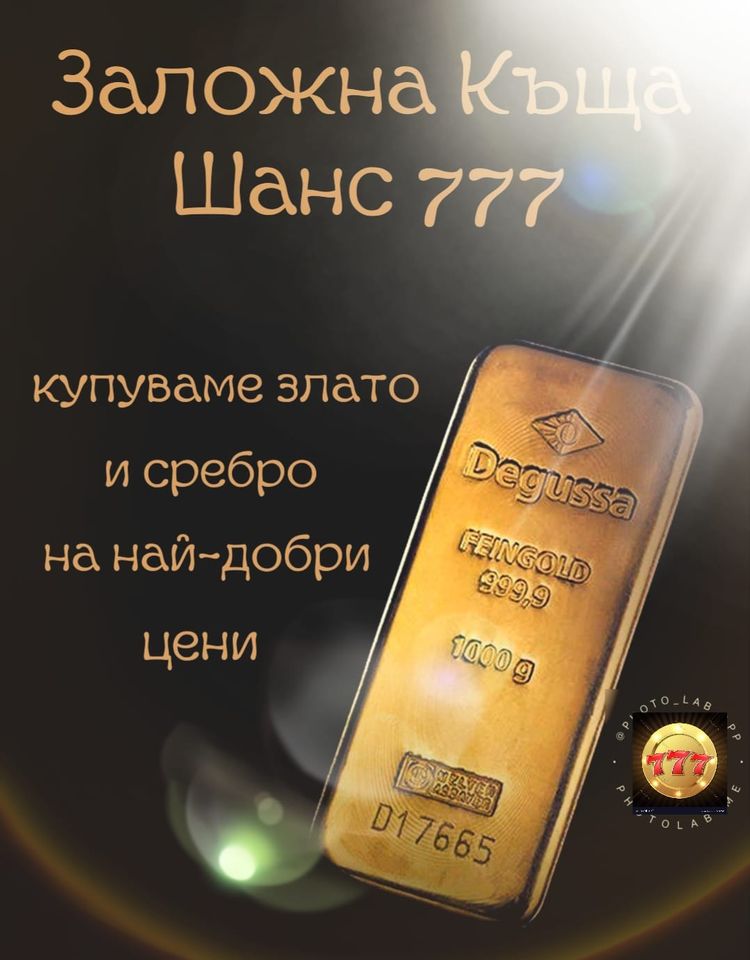 Заложна Къща
Шанс 777
купуваме злато
и сребро
на най-добри
цени
Degussa
FEINGOLD
999,9
1000 g
D17665
777